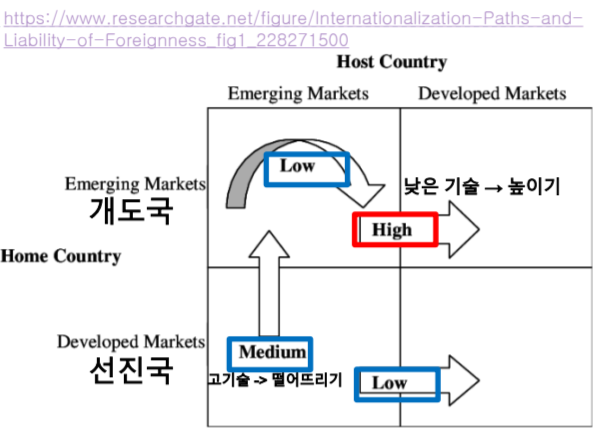 https://www.researchgate.net/figure/Internationalization-Paths-and-
Liability-of-Foreignness_fig1_228271500
Host Country
Emerging Markets
Developed Markets
Low
Emerging Markets
개도국
낮은 기술 → 높이기
High
Home Country
Developed Markets
선진국
Medium
고기술 -> 떨어뜨리기
Low